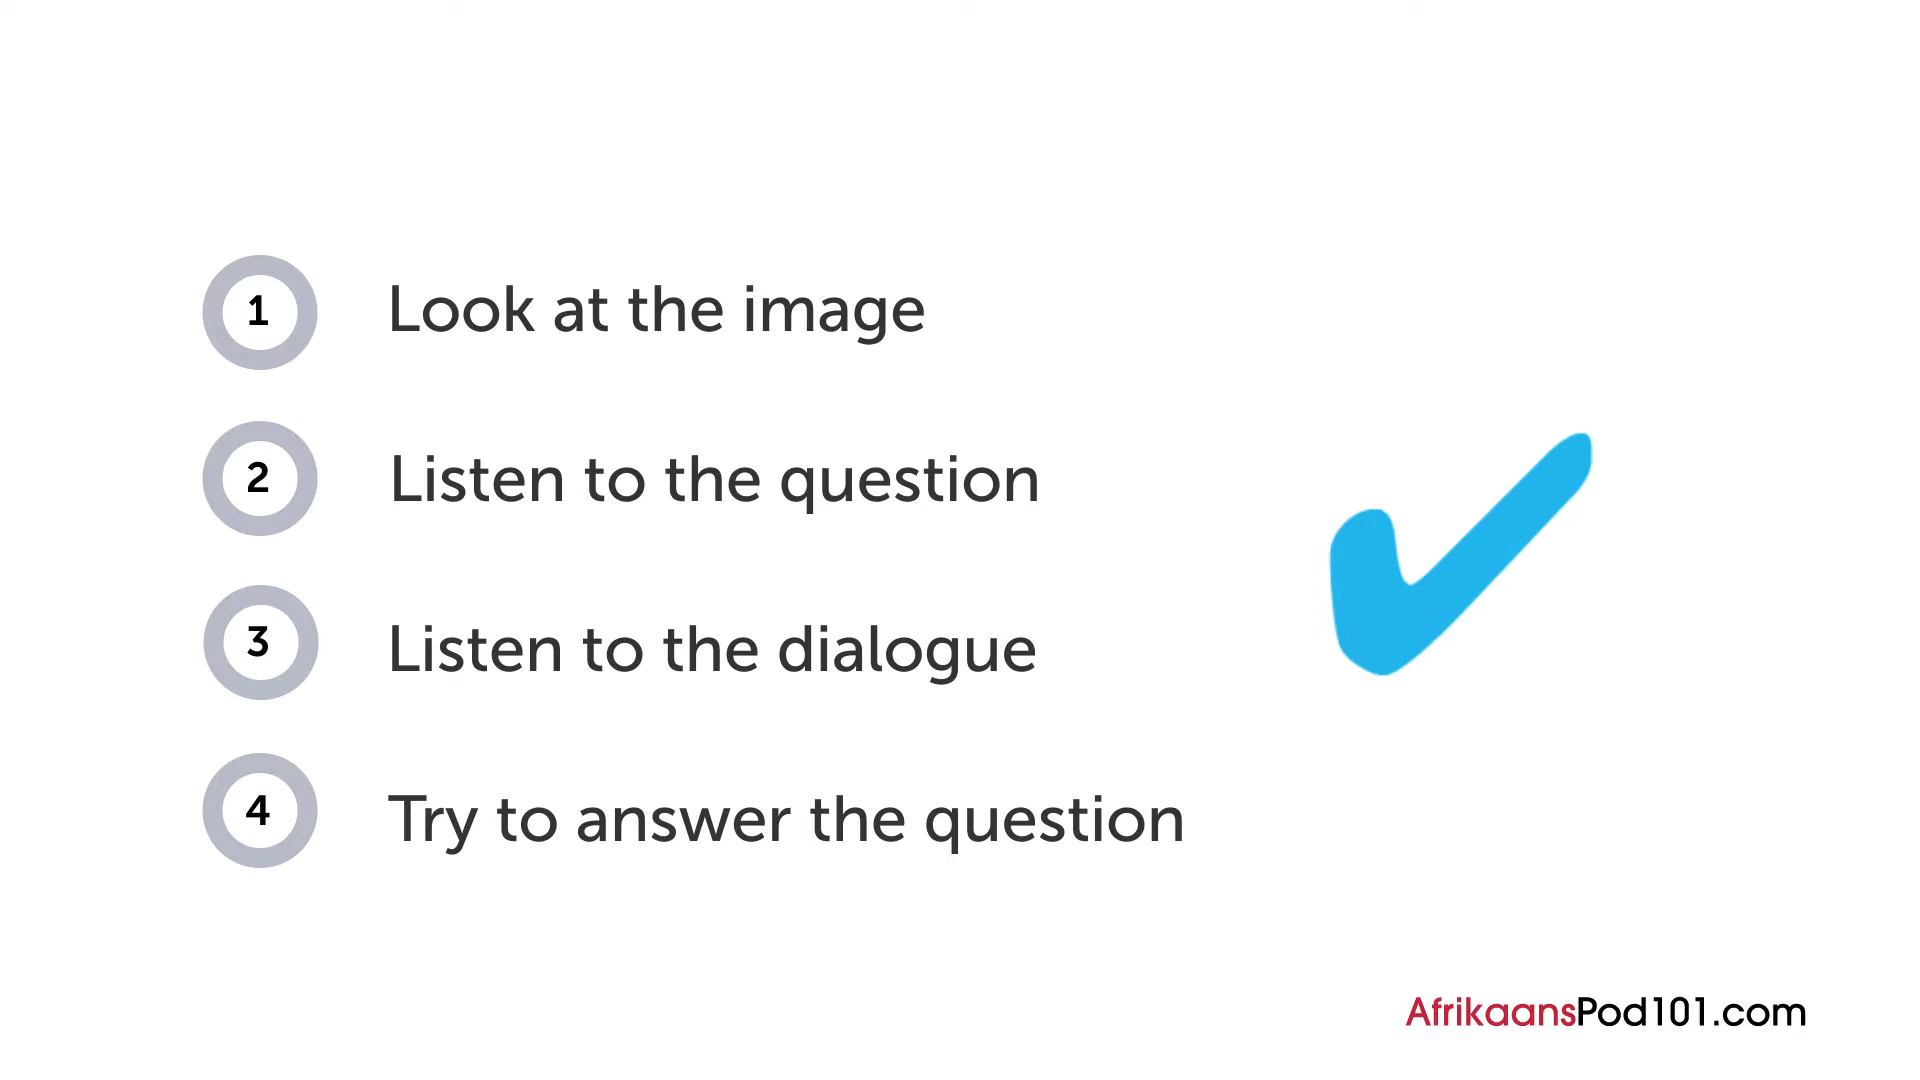 1 Look at the image
2 Listen to the question
3 Listen to the dialogue
4 Try to answer the question
AfrikaansPod101.com